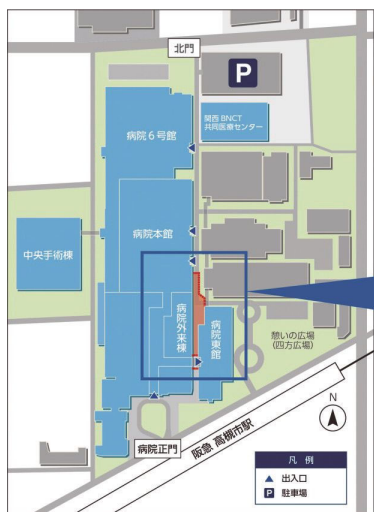 北門
P
関西 BNCT
共同医療センター
病院6号館
病院本館
中央手術棟
病院外来棟
病院東館
憩いの広場
(四方広場)
N
病院正門
阪急 高槻市駅
凡 例
出入口
P 駐車場